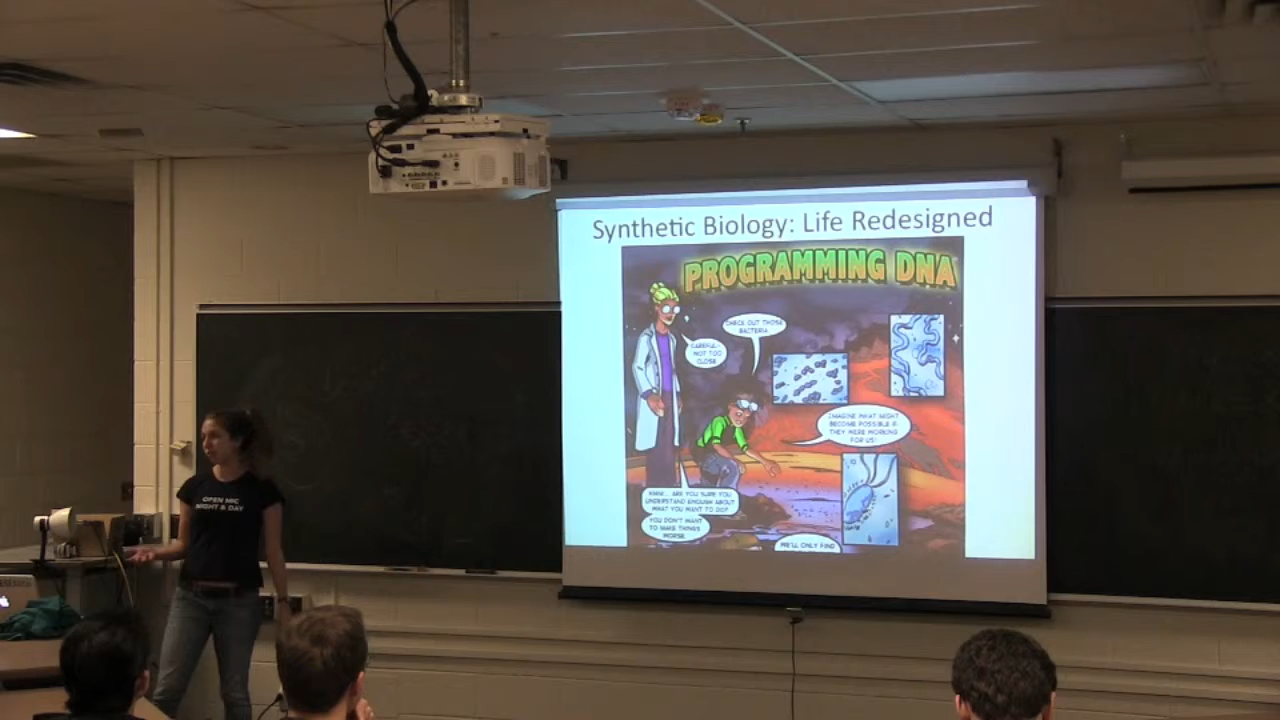 Synthetic Biology: Life Redesigned
PROGRAMMING DNA
CHECK OUT THOSE
BACTERIA
CAREFUL-
NOT TOO
CLOSE
IMAGINE WHAT MIGHT
BECOME POSSIBLE IF
THEY WERE WORKING
FOR US!
HMM... ARE YOU SURE YOU
UNDERSTAND ENOUGH ABOUT
WHAT YOU WANT TO DO?
YOU DON'T WANT
TO MAKE THINGS
WORSE
WE'LL ONLY FIND
OPEN MIC
NIGHT & DAY